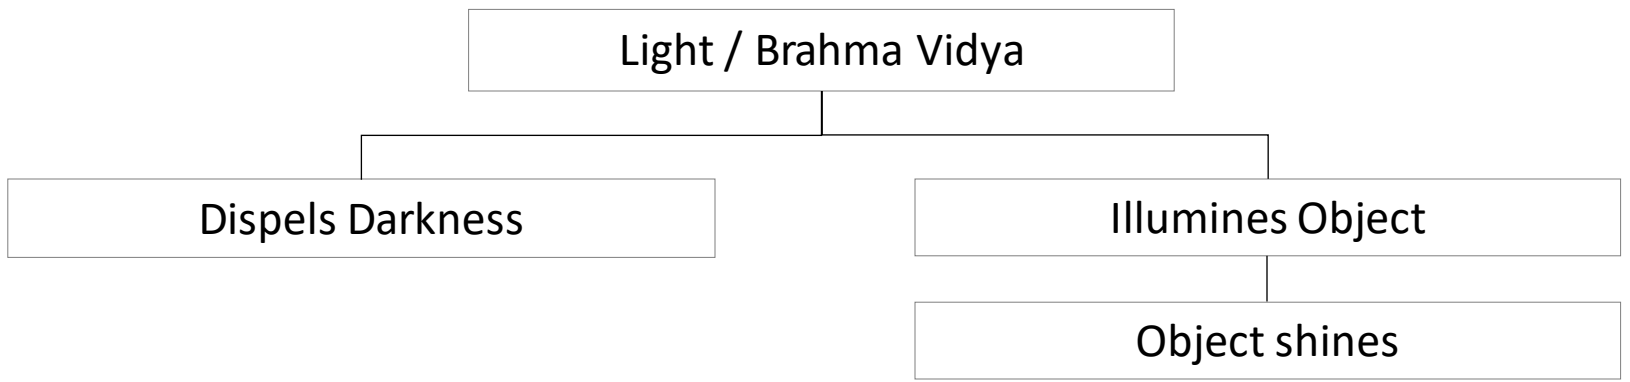 Light / Brahma Vidya
Dispels Darkness
Illumines Object
Object shines